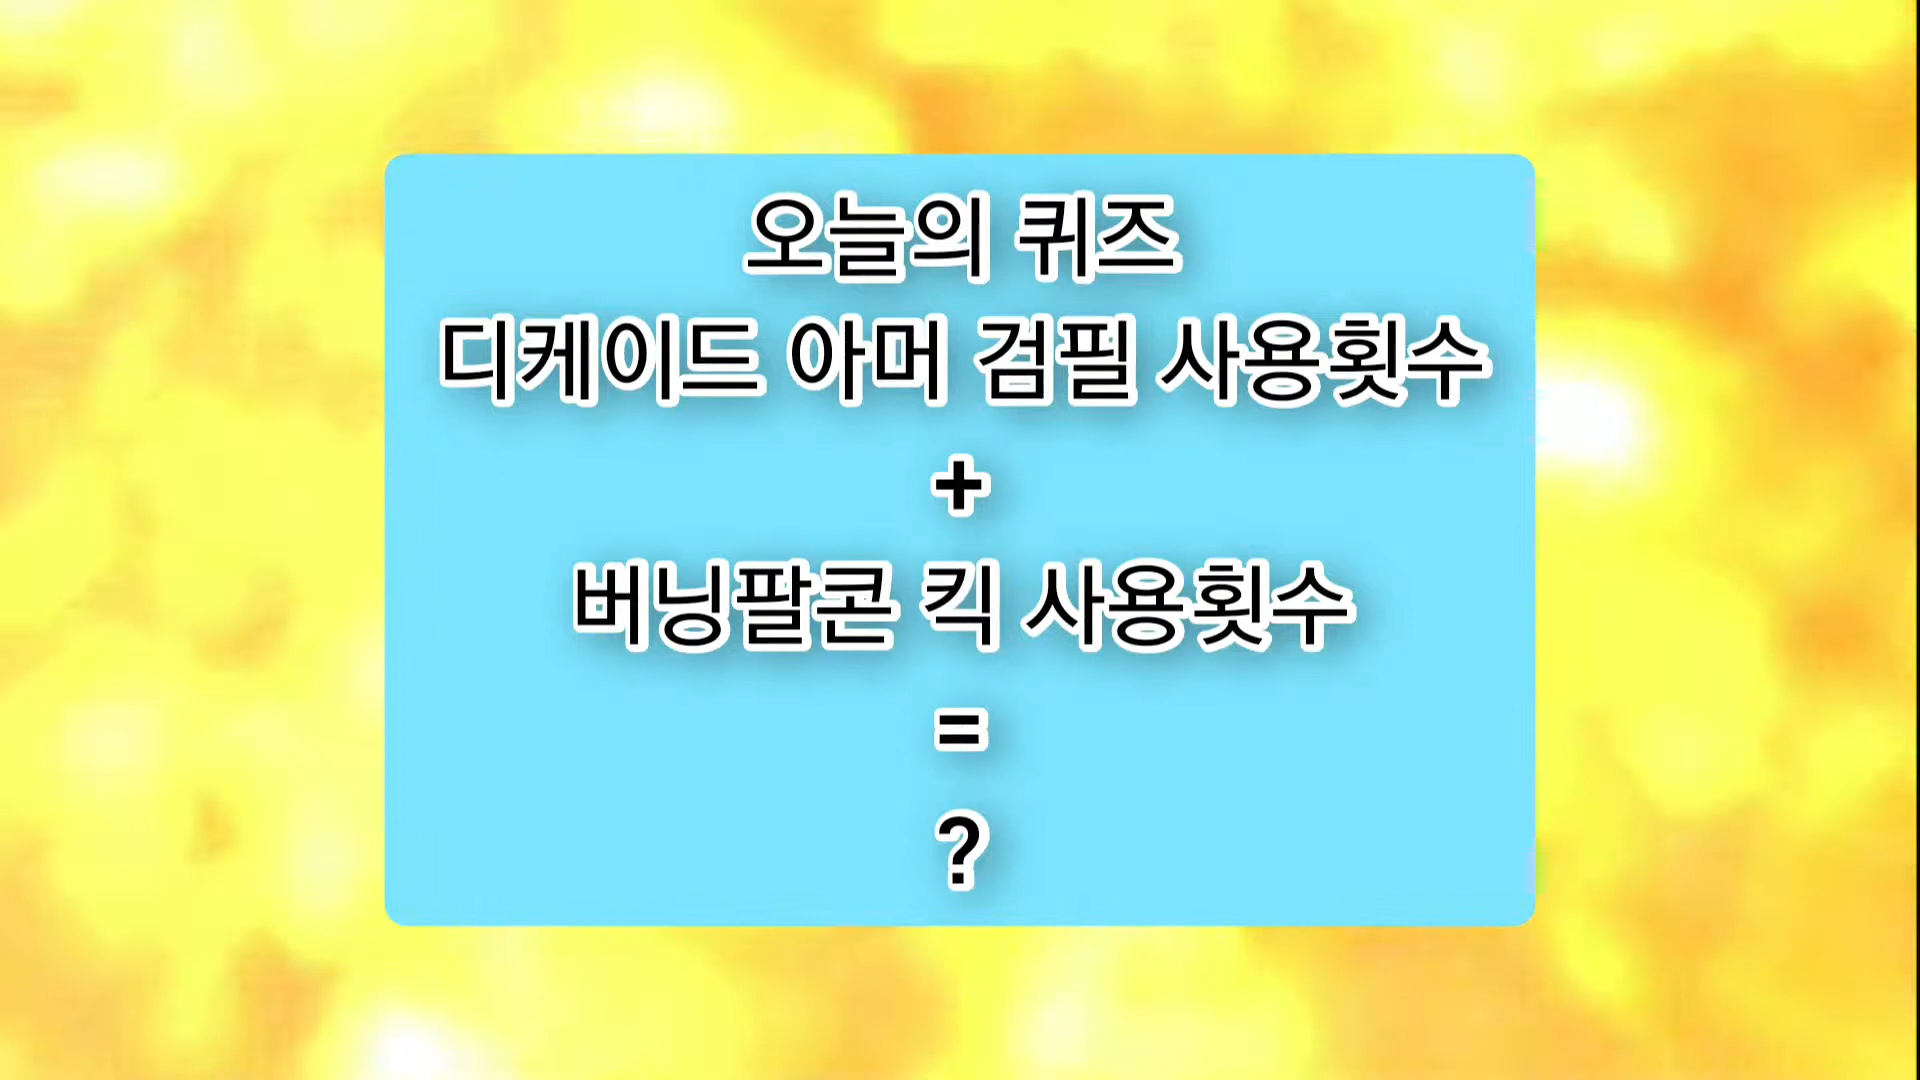 오늘의 퀴즈
디케이드 아머 검필 사용횟수
+
버닝팔콘 킥 사용횟수
=
?